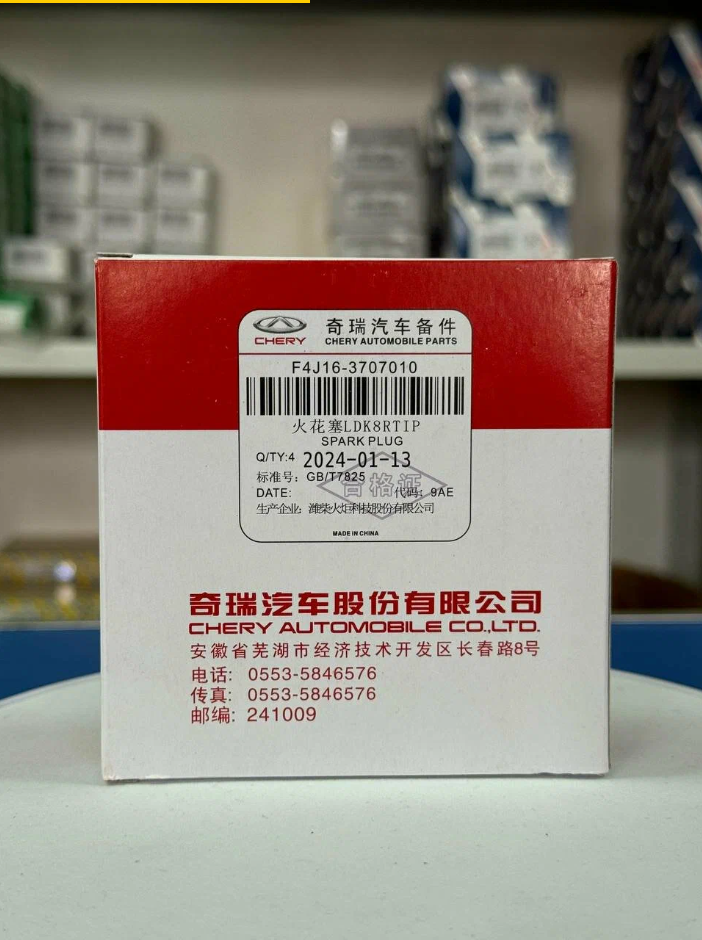 奇瑞汽车备件
CHERY
CHERY AUTOMOBILE PARTS
F4J16-3707010
火花塞LDK8RTIP
SPARK PLUG
Q/TY:4 2024-01-13
标准号: GB/T7825
合格证
DATE: 代码: 9AE
生产企业: 潍柴火炬科技股份有限公司
MADE IN CHINA
奇瑞汽车股份有限公司
CHERY AUTOMOBILE CO.,LTD.
安徽省芜湖市经济技术开发区长春路8号
电话: 0553-5846576
传真: 0553-5846576
邮编: 241009